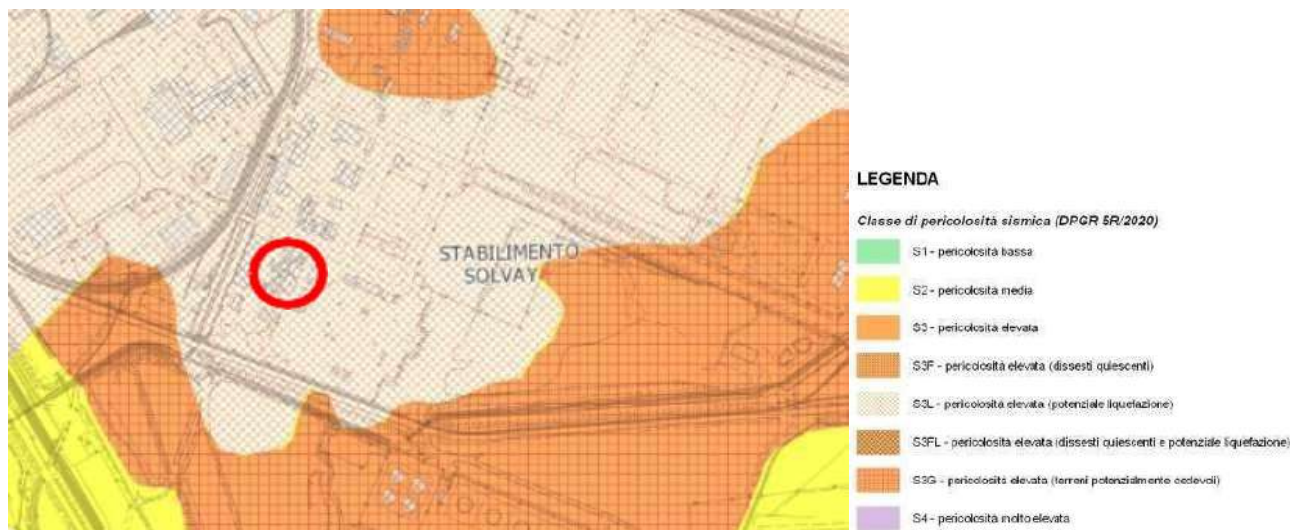 STABILIMENTO
SOLVAY
LEGENDA
Classe di pericolosità sismica (DPGR 5R/2020)
S1 - pericolosità bassa
S2 - pericolosità media
S3 - pericolosità elevata
S3F - pericolosità elevata (dissesti quiescenti)
S3L - pericolosità elevata (potenziale liquefazione)
S3FL - pericolosità elevata (dissesti quiescenti e potenziale liquefazione)
S3G - pericolosità elevata (terreni potenzialmente cedevoli)
S4 - pericolosità molto elevata